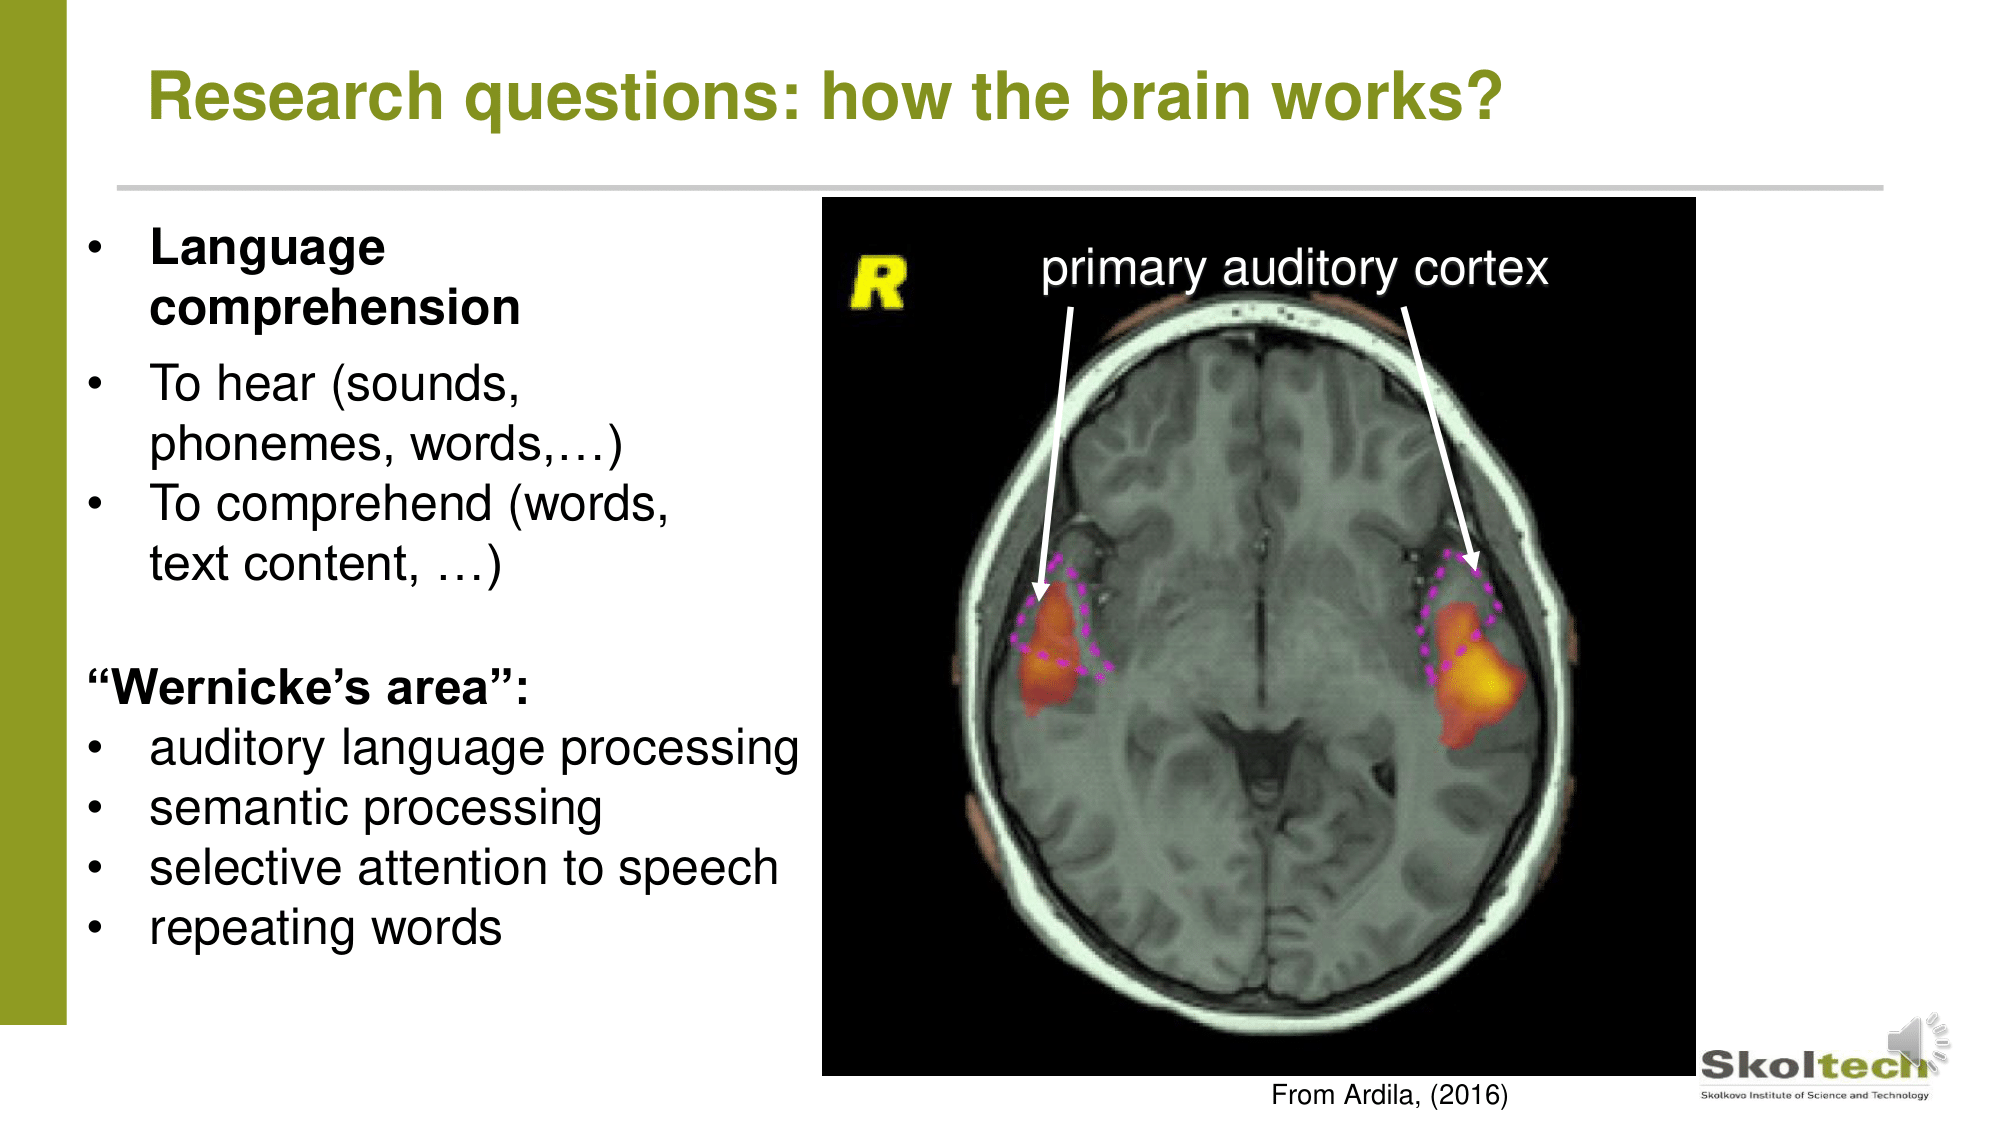 Research questions: how the brain works?
• Language
comprehension
• To hear (sounds,
phonemes, words,…)
• To comprehend (words,
text content, …)
“Wernicke’s area”:
• auditory language processing
• semantic processing
• selective attention to speech
• repeating words
R
primary auditory cortex
From Ardila, (2016)
Skoltech
Skolkovo Institute of Science and Technology